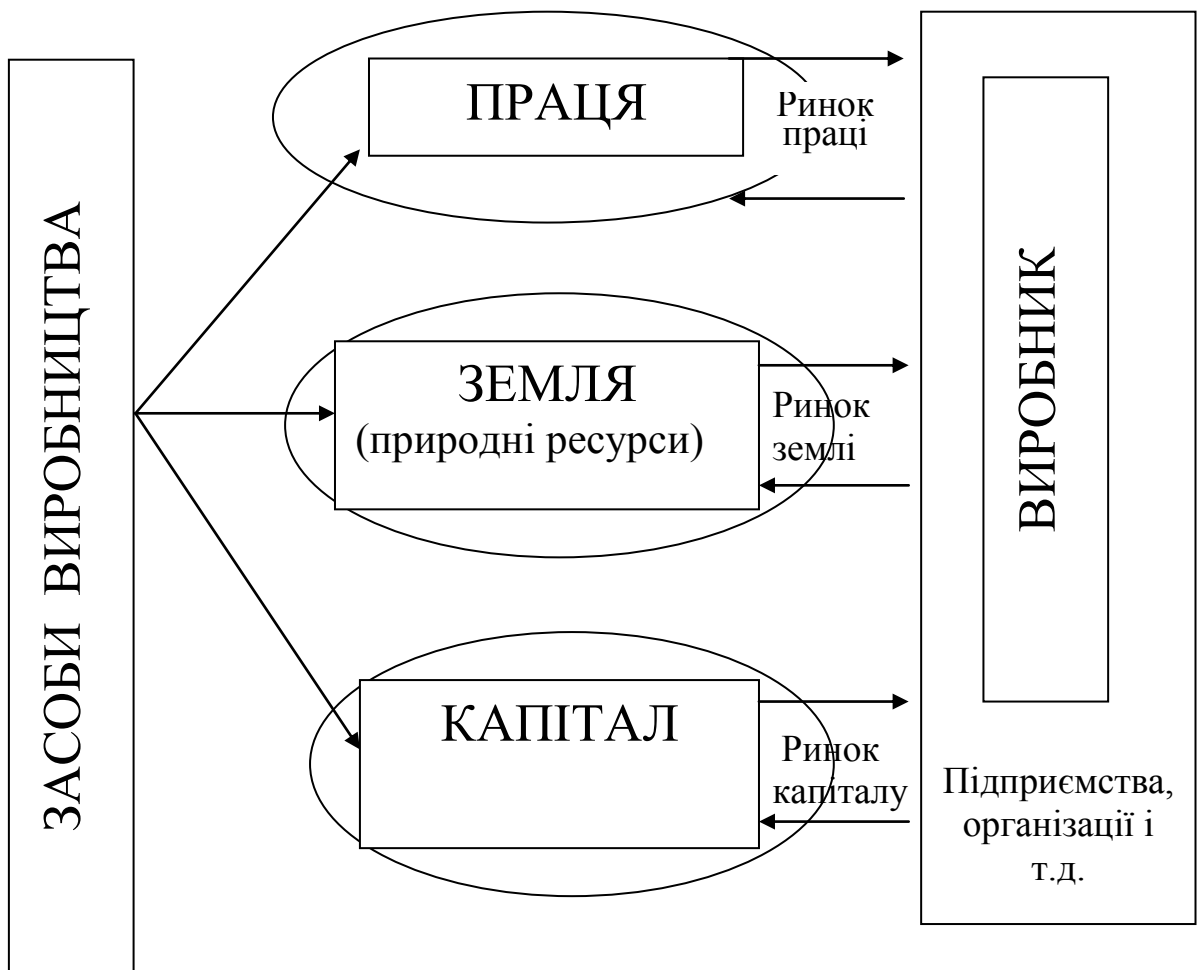 ЗАСОБИ ВИРОБНИЦТВА
ПРАЦЯ
Ринок
праці
ЗЕМЛЯ
(природні ресурси)
Ринок
землі
КАПІТАЛ
Ринок
капіталу
ВИРОБНИК
Підприємства,
організації і
т.д.